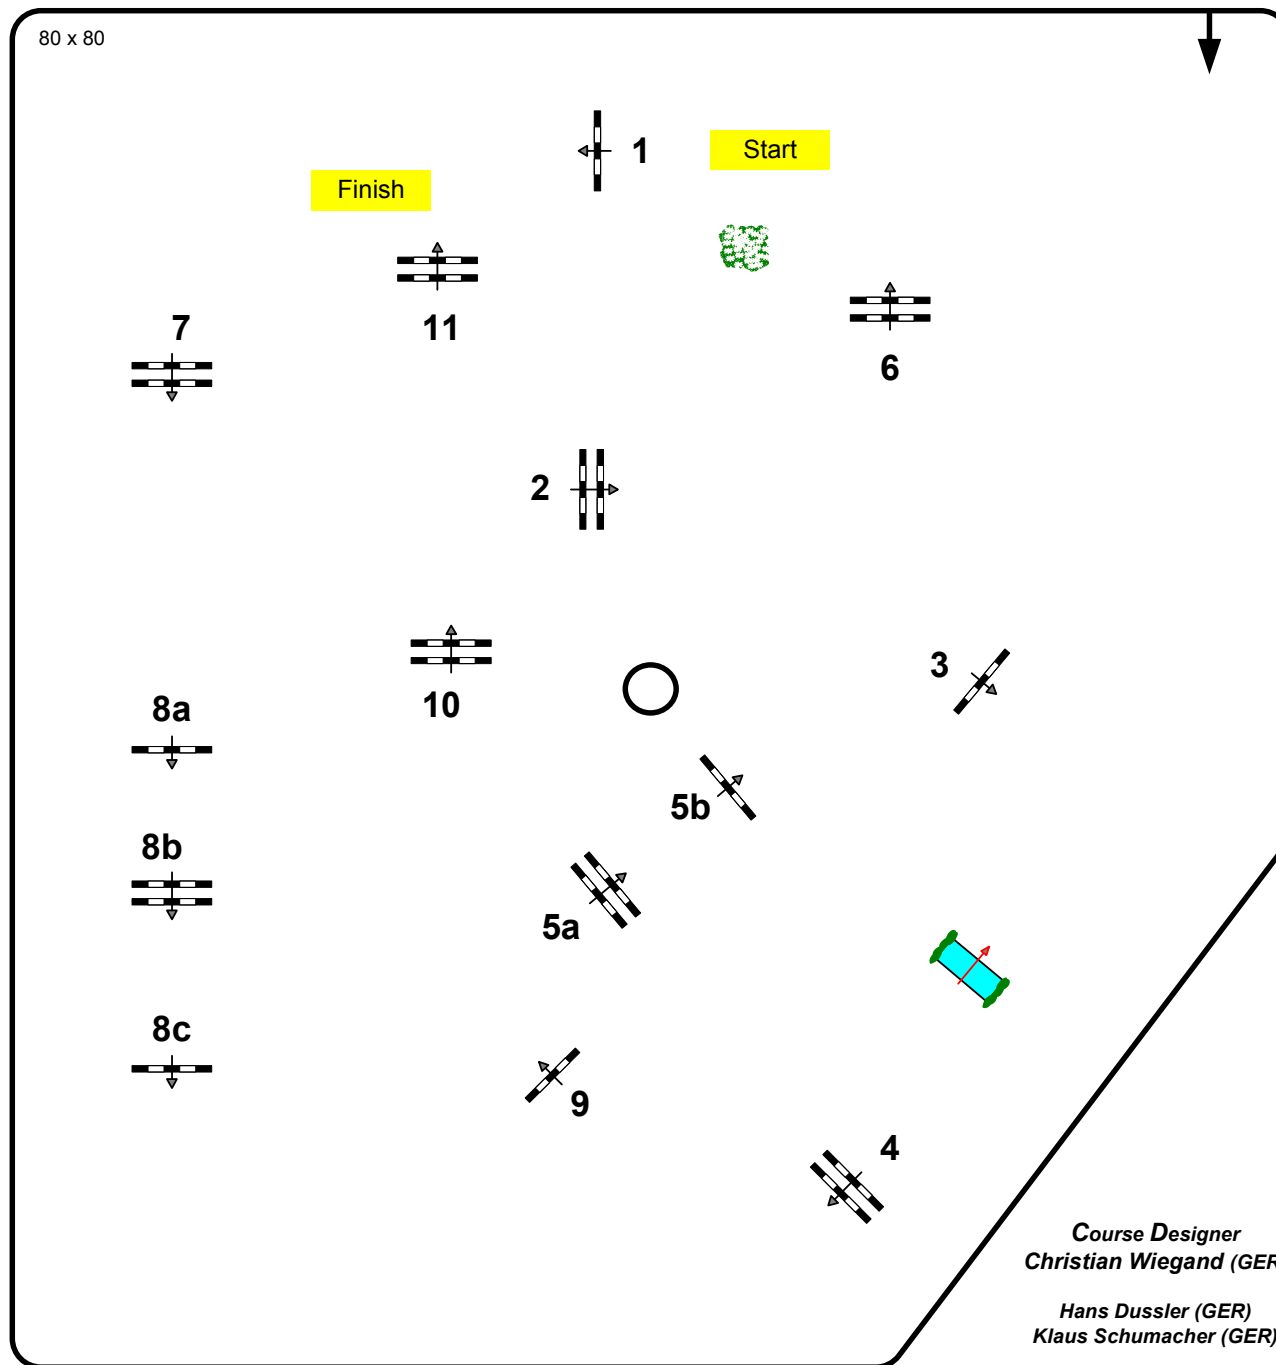 80 x 80
1
Start
Finish
7
11
6
2
3
8a
10
5b
8b
5a
8c
9
4
Course Designer
Christian Wiegand (GER
Hans Dussler (GER)
Klaus Schumacher (GER)